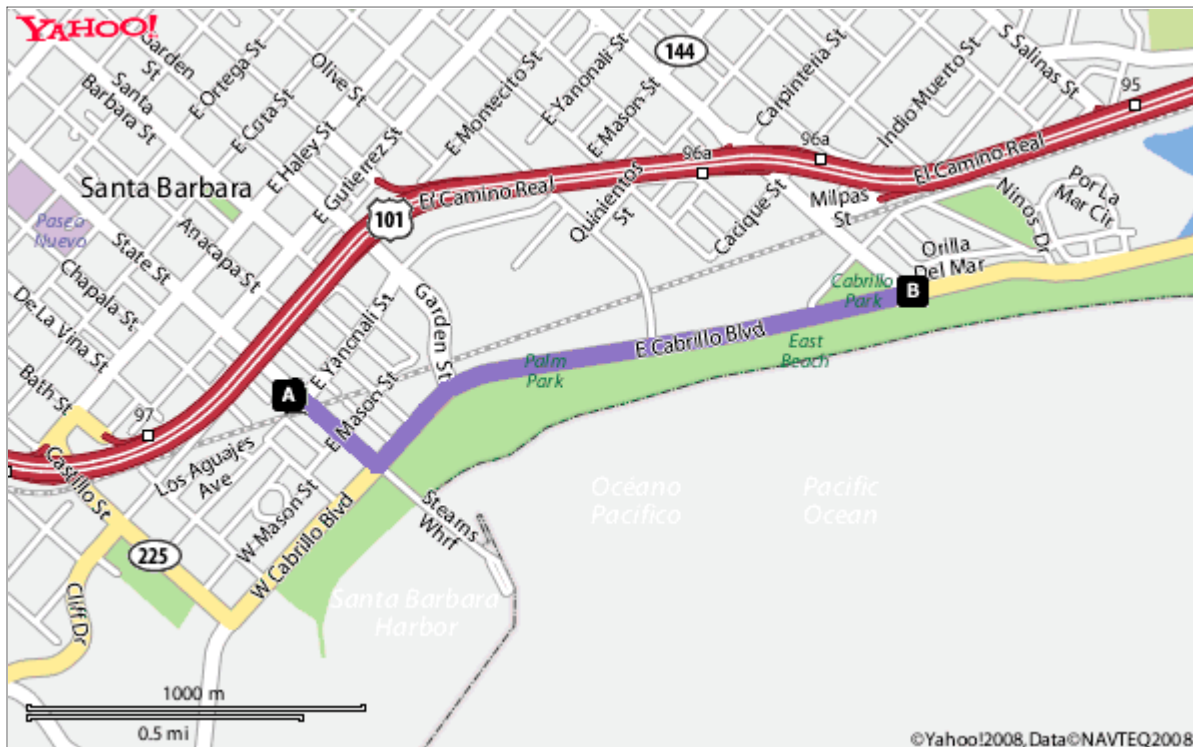 YAHOO!
Garden
St
E Ortega St
Olive St
144
S Salinas St
Santa
Barbara St
E Cota St
E Haley St
E Gutierrez St
E Montecito St
E Yanonali St
E Mason St
Carpinteria St
Indio Muerto St
95
96a
96a
El Camino Real
El Camino Real
101
Santa Barbara
Paseo
Nuevo
State St
Anacapa St
Chapala St
De La Vina St
Bath St
Quinientos
St
Cacique St
Milpas
St
Ninos Dr
Por La
Mar Cir
Orilla
Del Mar
Cabrillo
Park
B
E Cabrillo Blvd
East
Beach
Palm
Park
Garden St
E Yanonali St
A
E Mason St
97
Castillo St
Los Aguajes
Ave
W Mason St
W Cabrillo Blvd
Stearns
Whrf
225
Cliff Dr
Océano
Pacífico
Pacific
Ocean
Santa Barbara
Harbor
1000 m
0.5 mi
©Yahoo!2008, Data©NAVTEQ2008